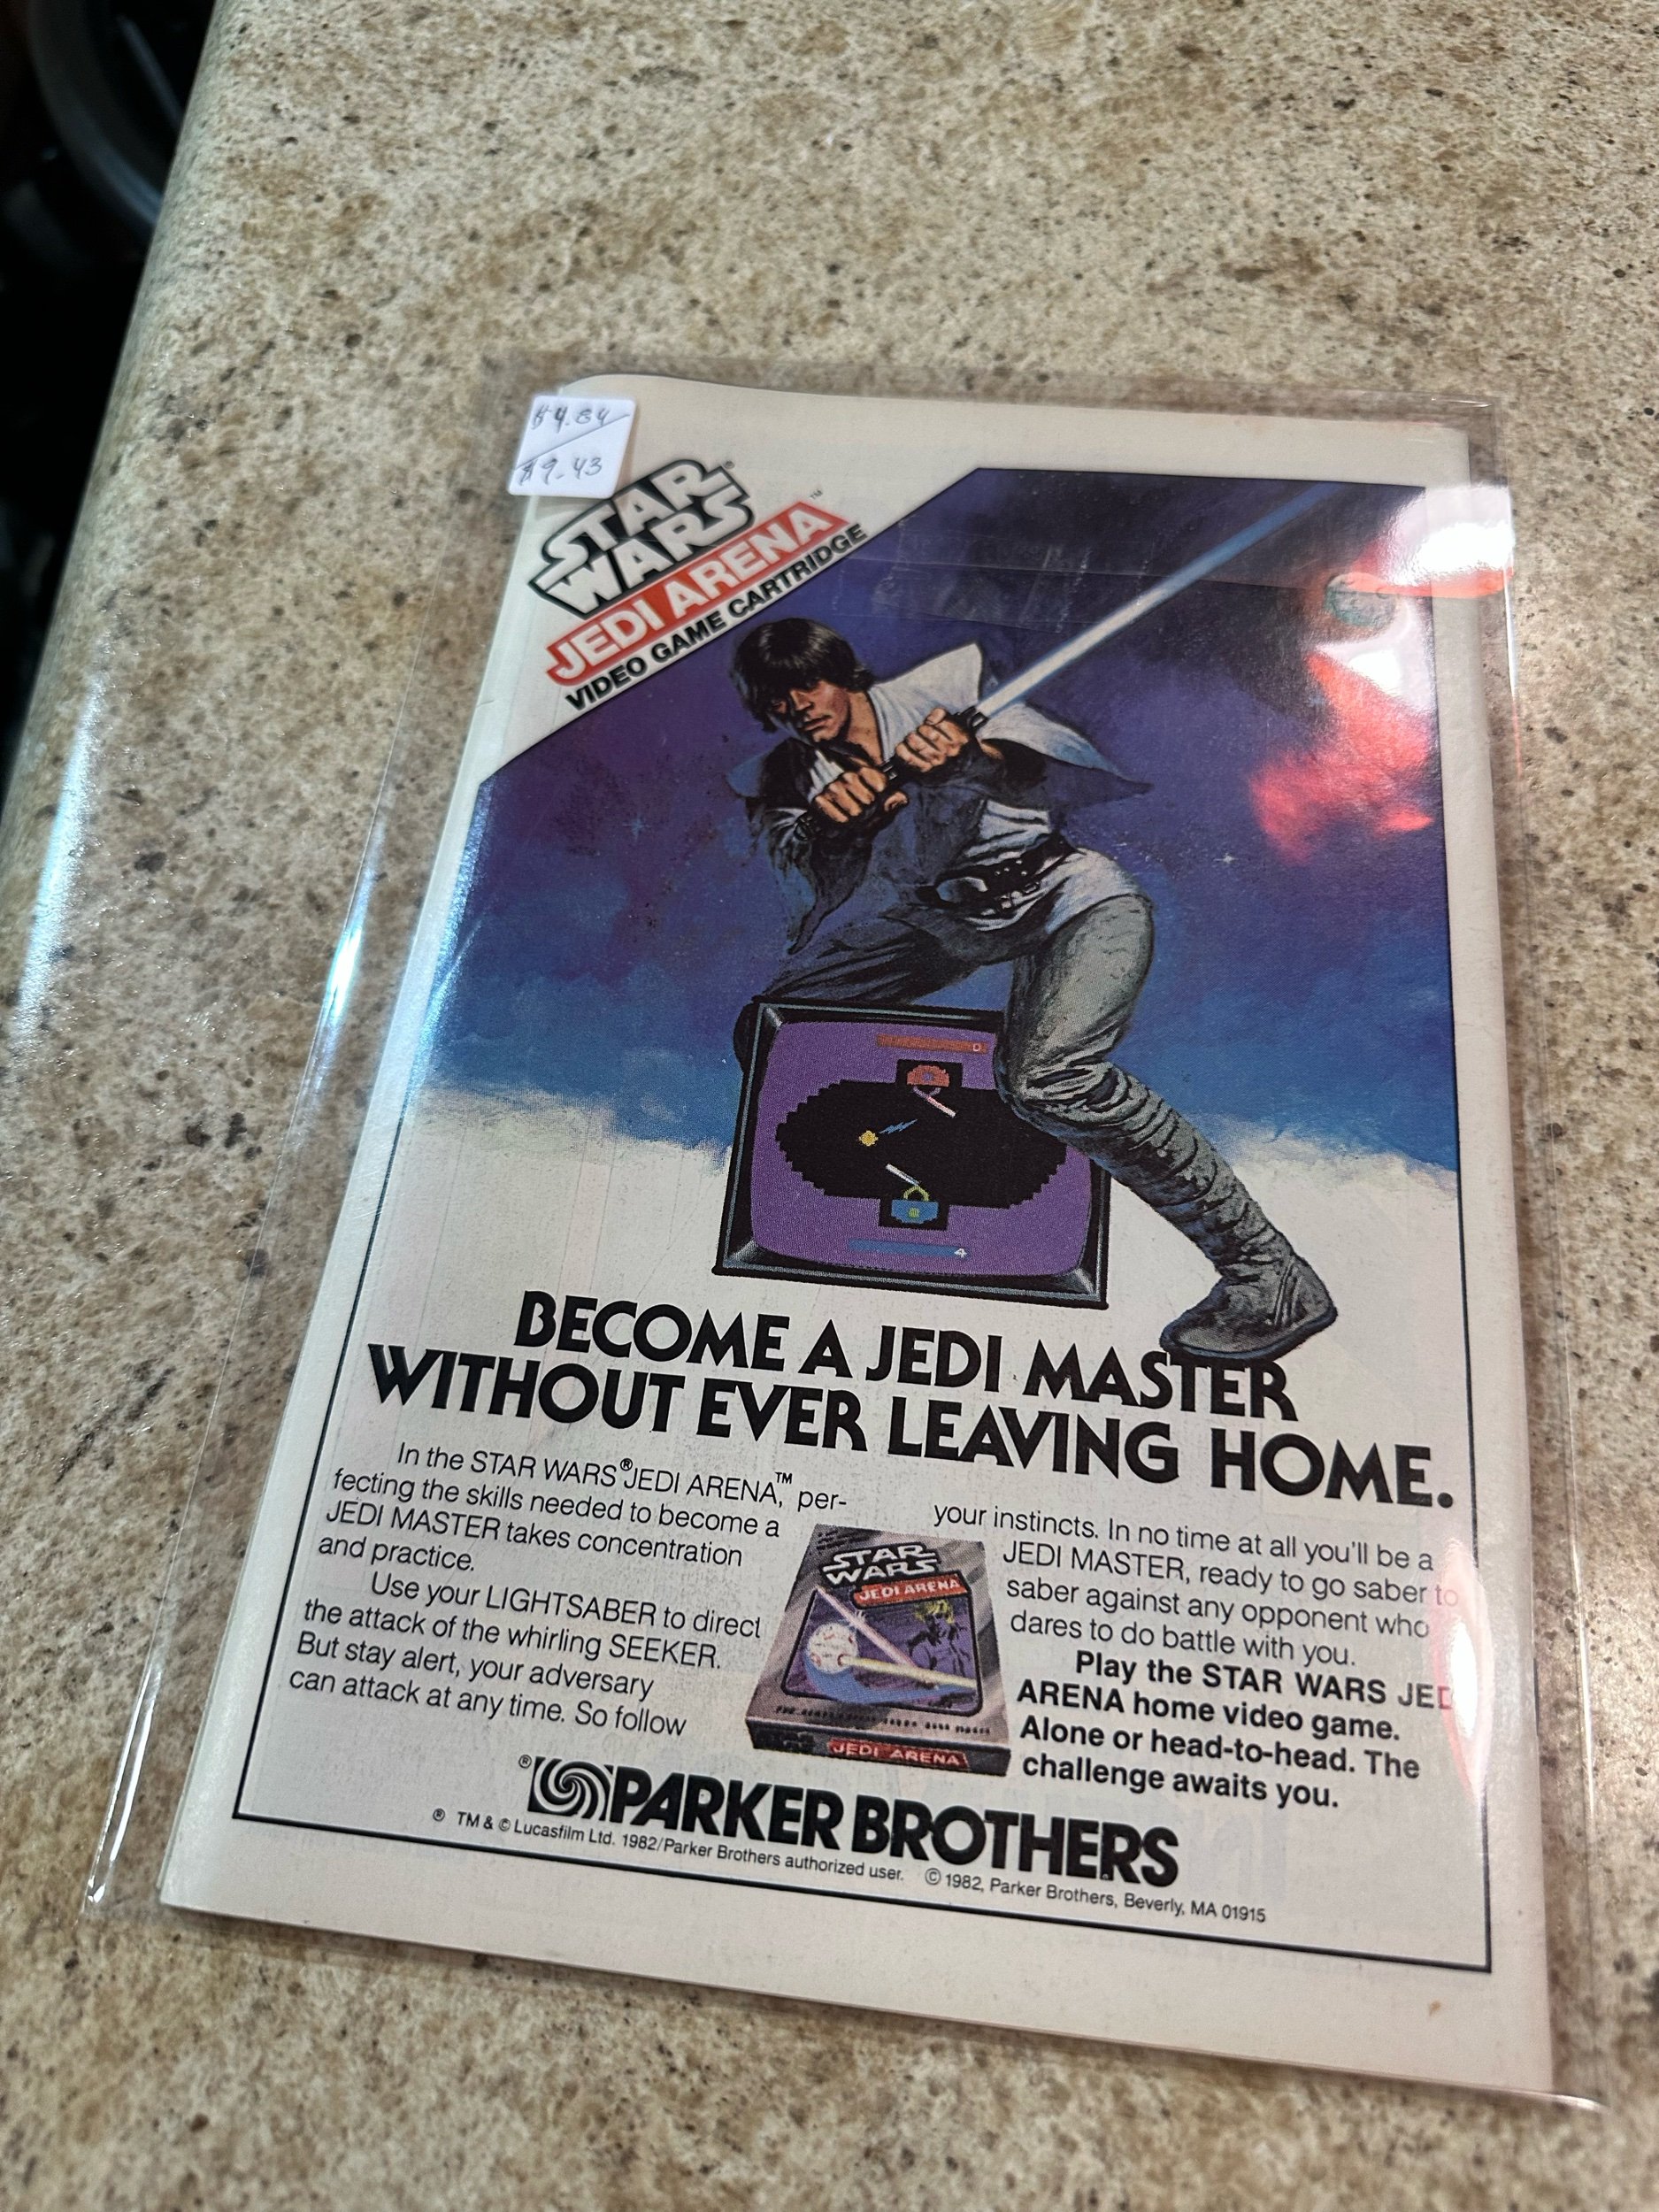 $4.84
$9.43
STAR®
WARS
JEDI ARENA™
VIDEO GAME CARTRIDGE
0
4
BECOME A JEDI MASTER
WITHOUT EVER LEAVING HOME.
In the STAR WARS® JEDI ARENA,™ per-
fecting the skills needed to become a
JEDI MASTER takes concentration
and practice.
Use your LIGHTSABER to direct
the attack of the whirling SEEKER.
But stay alert, your adversary
can attack at any time. So follow
your instincts. In no time at all you'll be a
JEDI MASTER, ready to go saber to
saber against any opponent who
dares to do battle with you.
Play the STAR WARS JED
ARENA home video game.
Alone or head-to-head. The
challenge awaits you.
STAR
WARS
JEDI ARENA
JEDI ARENA
® PARKER BROTHERS
® TM & © Lucasfilm Ltd. 1982/Parker Brothers authorized user. © 1982, Parker Brothers, Beverly, MA 01915